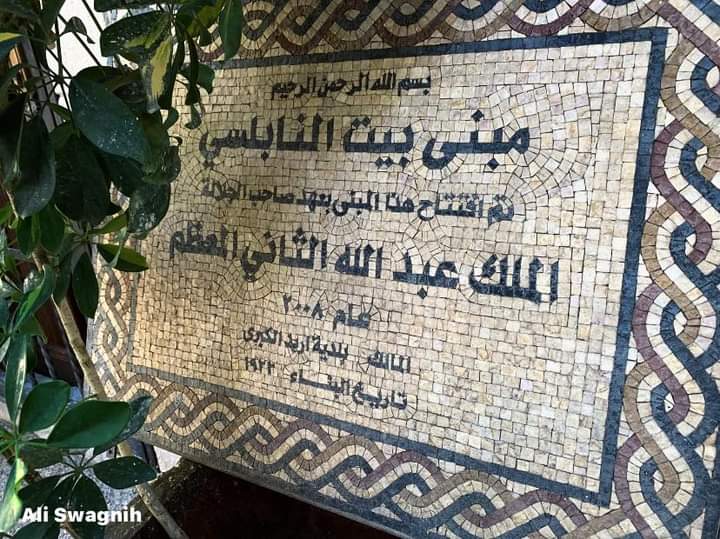 بسم الله الرحمن الرحيم
مبنى بيت النابلسي
تم افتتاح هذا المبنى بعهد صاحب الجلالة
الملك عبد الله الثاني المعظم
عام ٢٠٠٨
المالك بلدية اربد الكبرى
تاريخ البناء ١٩٢٢
Ali Swagnih